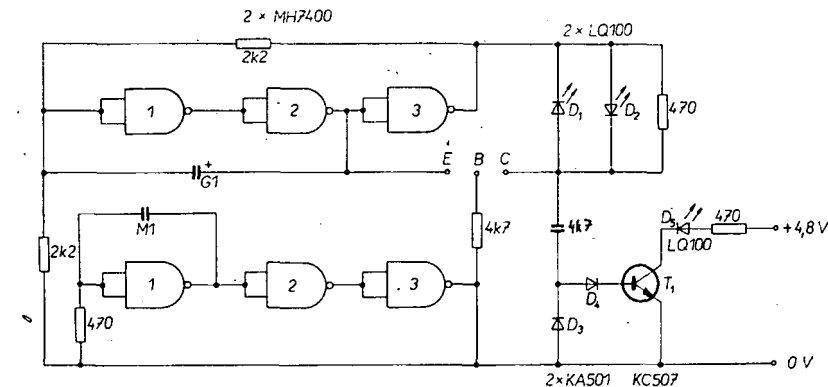 2 × MH7400
2 × LQ100
2k2
1
2
3
D1
D2
470
E
B
C
+
G1
M1
4k7
4k7
D5
470
+4,8 V
LQ100
2k2
1
2
3
D4
T1
470
D3
0 V
2×KA501
KC507